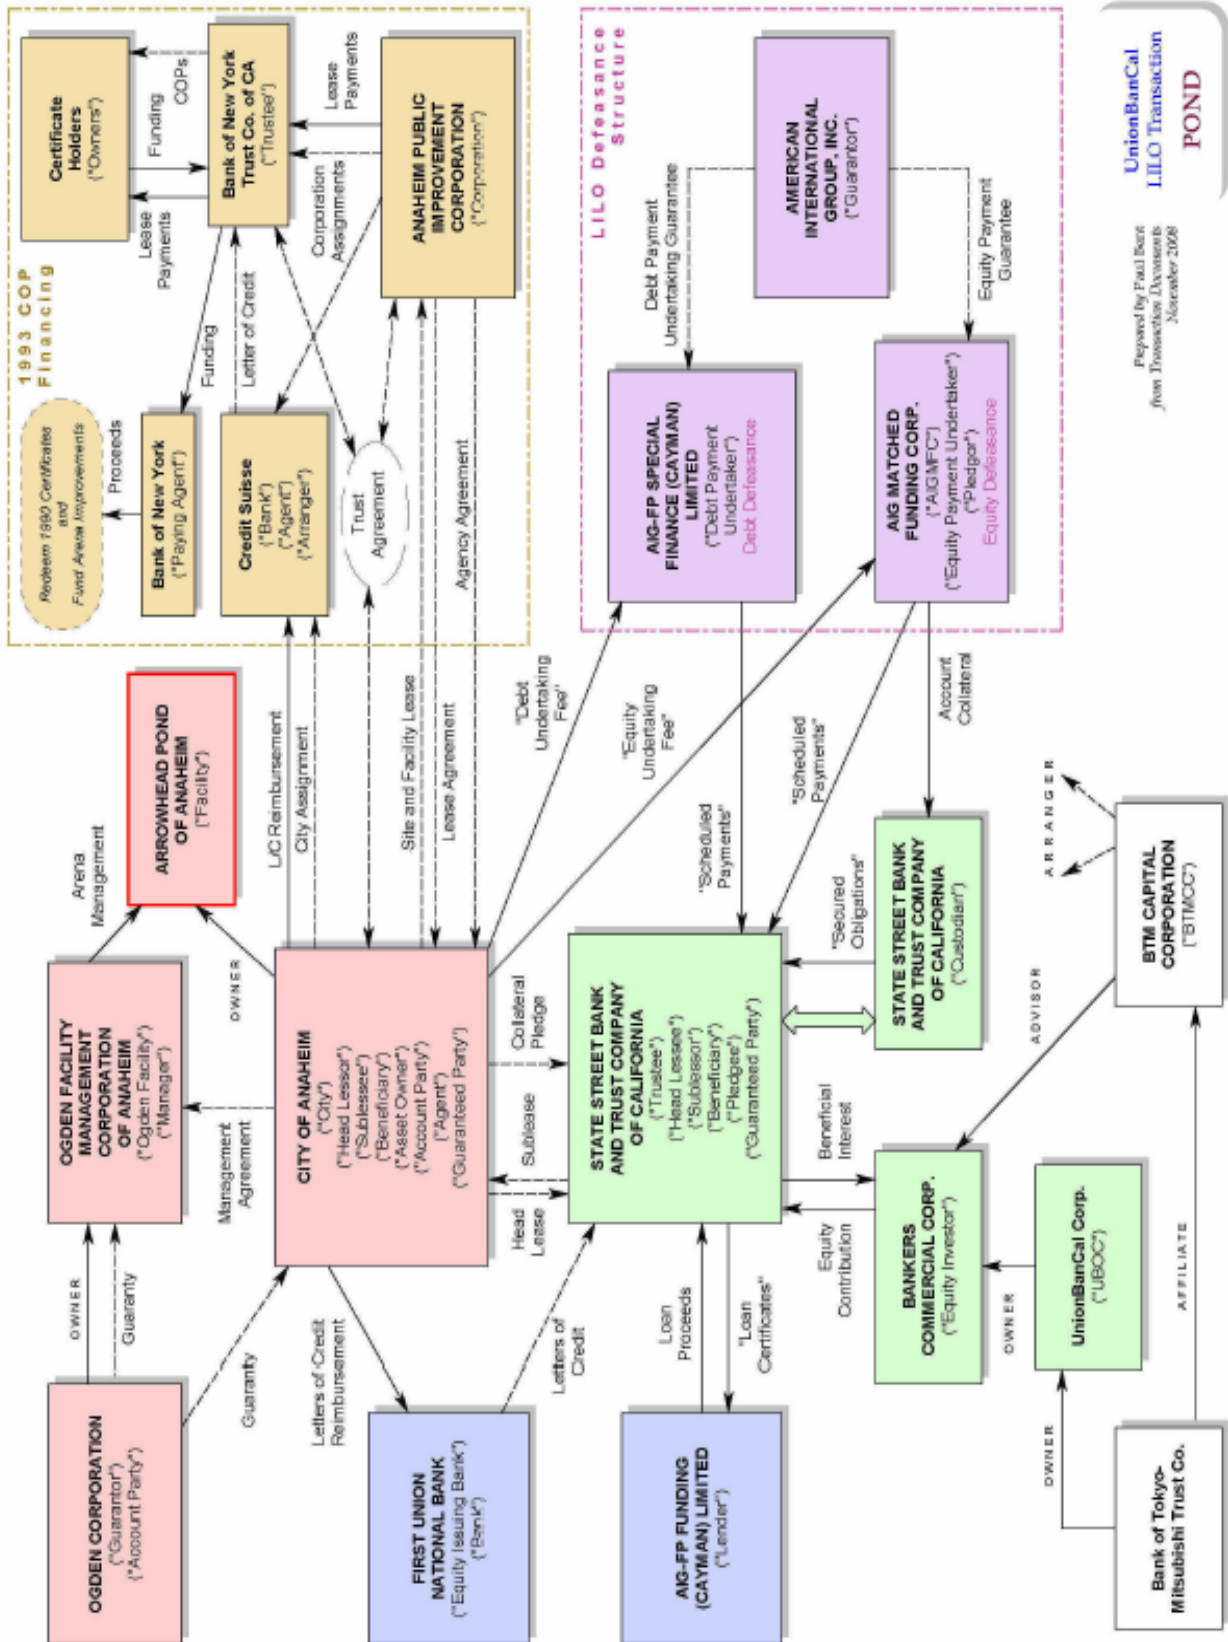 OGDEN CORPORATION
("Guarantor")
("Account Party")
OWNER
Guaranty
Guaranty
OGDEN FACILITY
MANAGEMENT
CORPORATION
OF ANAHEIM
("Ogden Facility")
("Manager")
Arena
Management
ARROWHEAD POND
OF ANAHEIM
("Facility")
OWNER
Management
Agreement
1993 COP
Financing
Redeem 1990 Certificates
and
Fund Arena Improvements
Proceeds
Bank of New York
("Paying Agent")
Funding
Certificate
Holders
("Owners")
Lease
Payments
Funding
COPs
Bank of New York
Trust Co. of CA
("Trustee")
Letter of Credit
Credit Suisse
("Bank")
("Agent")
("Arranger")
Corporation
Assignments
Lease
Payments
ANAHEIM PUBLIC
IMPROVEMENT
CORPORATION
("Corporation")
Trust
Agreement
L/C Reimbursement
City Assignment
Site and Facility Lease
Lease Agreement
Agency Agreement
CITY OF ANAHEIM
("City")
("Head Lessor")
("Sublessee")
("Beneficiary")
("Asset Owner")
("Account Party")
("Agent")
("Guaranteed Party")
Letters of Credit
Reimbursement
FIRST UNION
NATIONAL BANK
("Equity Issuing Bank")
("Bank")
Letters of
Credit
Head
Lease
Sublease
Collateral
Pledge
"Debt
Undertaking
Fee"
"Equity
Undertaking
Fee"
LILO Defeasance
Structure
AIG-FP SPECIAL
FINANCE (CAYMAN)
LIMITED
("Debt Payment
Undertaker")
Debt Defeasance
Debt Payment
Undertaking Guarantee
AMERICAN
INTERNATIONAL
GROUP, INC.
("Guarantor")
Equity Payment
Guarantee
AIG MATCHED
FUNDING CORP.
("AIGMFC")
("Equity Payment Undertaker")
("Pledgor")
Equity Defeasance
"Scheduled
Payments"
"Scheduled
Payments"
Account
Collateral
STATE STREET BANK
AND TRUST COMPANY
OF CALIFORNIA
("Trustee")
("Head Lessee")
("Sublessor")
("Beneficiary")
("Pledgee")
("Guaranteed Party")
"Secured
Obligations"
STATE STREET BANK
AND TRUST COMPANY
OF CALIFORNIA
("Custodian")
AIG-FP FUNDING
(CAYMAN) LIMITED
("Lender")
Loan
Proceeds
"Loan
Certificates"
Equity
Contribution
Beneficial
Interest
BANKERS
COMMERCIAL CORP.
("Equity Investor")
OWNER
UnionBanCal Corp.
("UBOC")
OWNER
Bank of Tokyo-
Mitsubishi Trust Co.
AFFILIATE
ADVISOR
BTM CAPITAL
CORPORATION
("BTMCC")
ARRANGER
Prepared by Paul Bent
from Transaction Documents
November 2008
UnionBanCal
LILO Transaction
POND